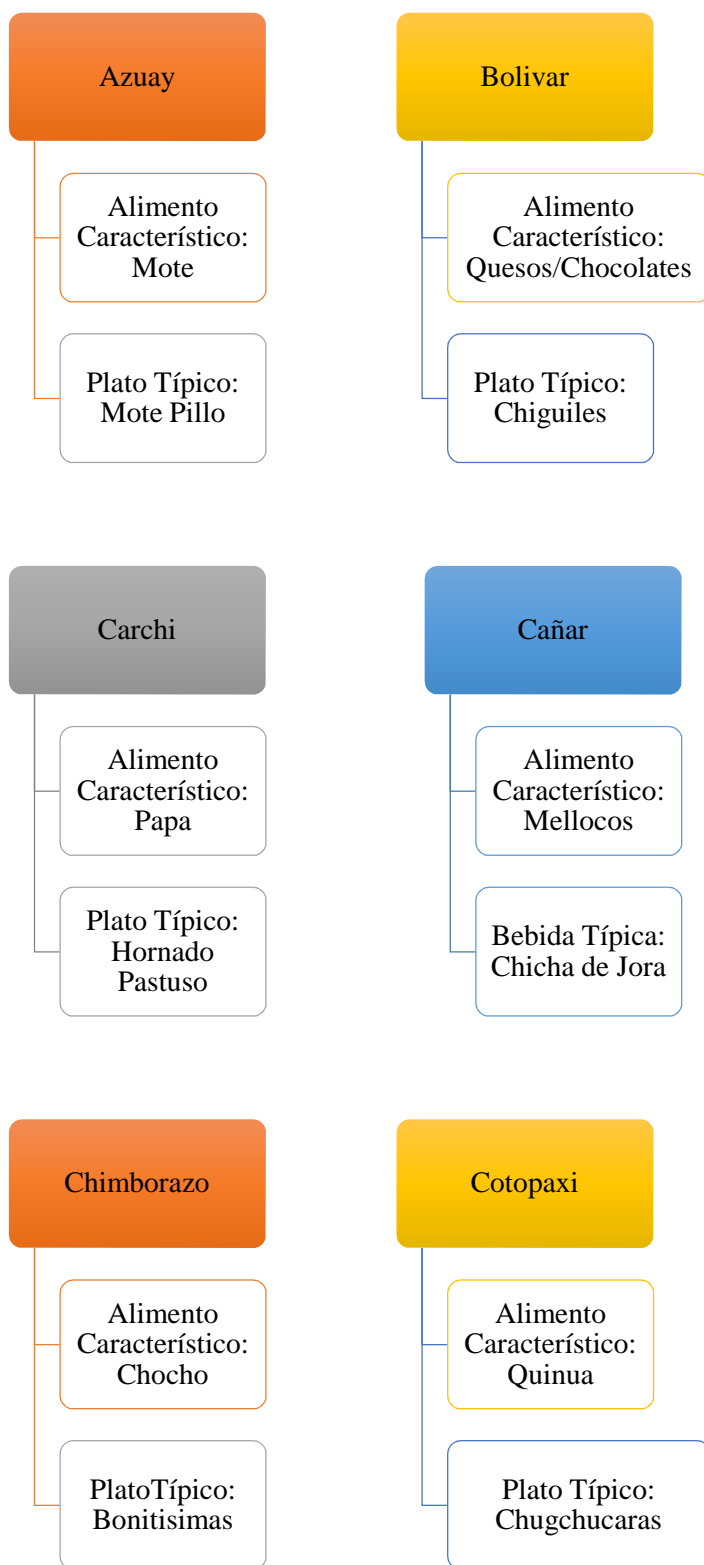 Azuay
Alimento
Característico:
Mote
Plato Típico:
Mote Pillo
Bolivar
Alimento
Característico:
Quesos/Chocolates
Plato Típico:
Chiguiles
Carchi
Alimento
Característico:
Papa
Plato Típico:
Hornado
Pastuso
Cañar
Alimento
Característico:
Mellocos
Bebida Típica:
Chicha de Jora
Chimborazo
Alimento
Característico:
Chocho
PlatoTípico:
Bonitisimas
Cotopaxi
Alimento
Característico:
Quinua
Plato Típico:
Chugchucaras